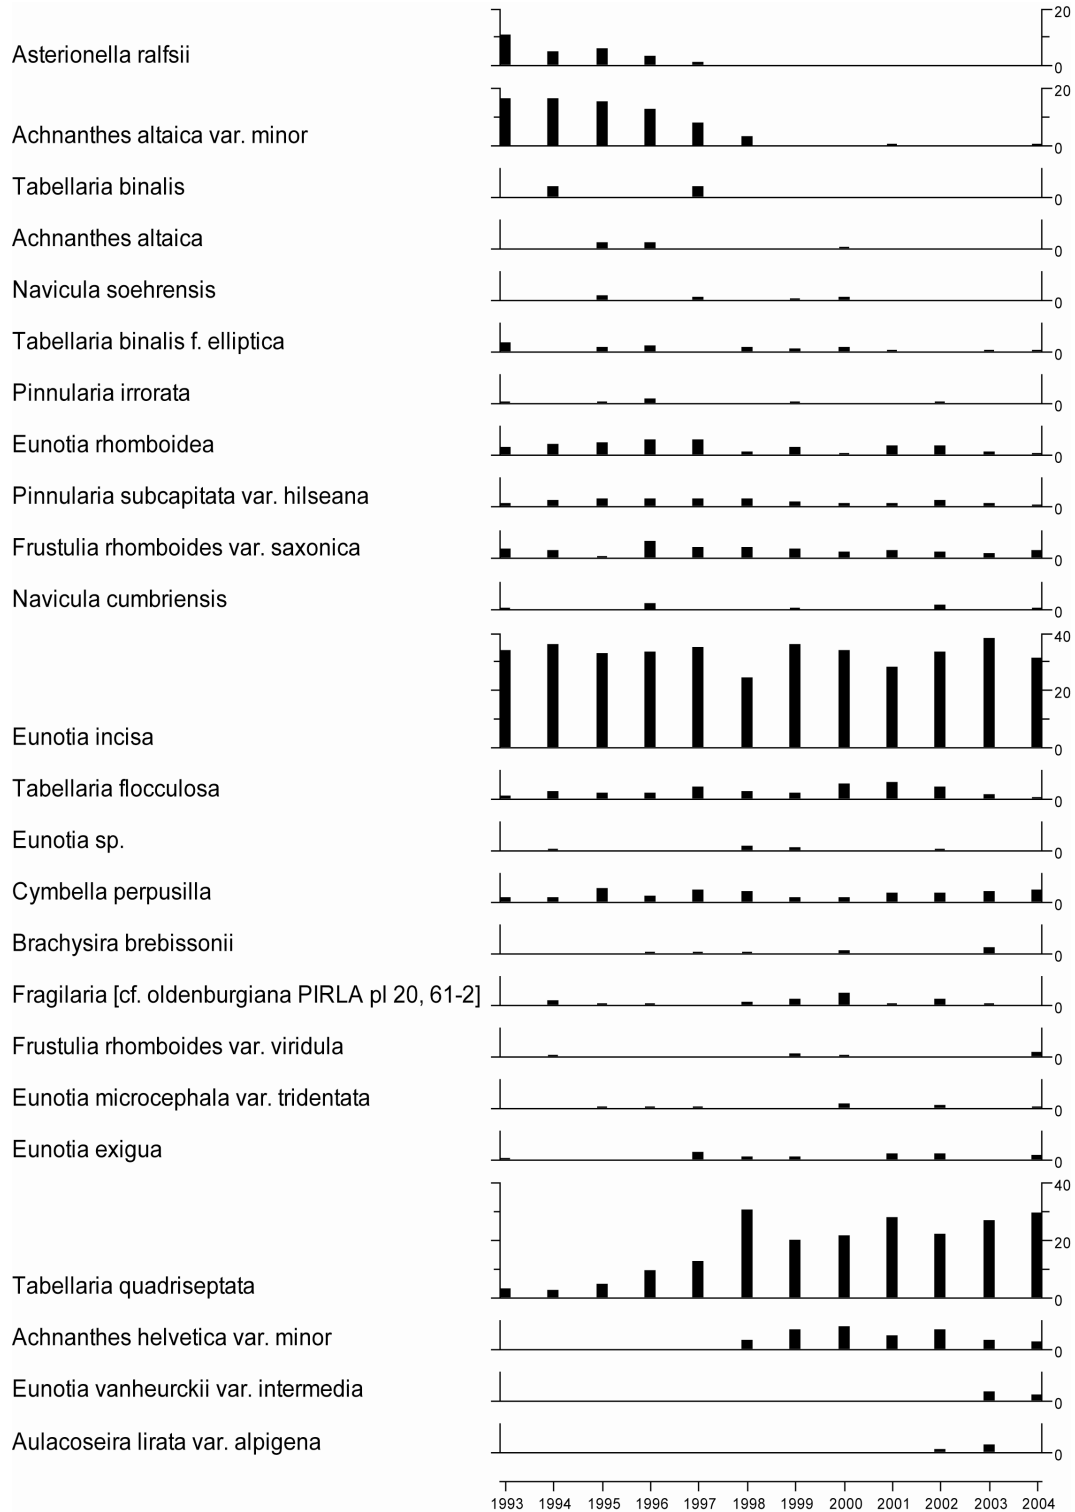 20
Asterionella ralfsii
0
20
Achnanthes altaica var. minor
0
Tabellaria binalis
0
Achnanthes altaica
0
Navicula soehrensis
0
Tabellaria binalis f. elliptica
0
Pinnularia irrorata
0
Eunotia rhomboidea
0
Pinnularia subcapitata var. hilseana
0
Frustulia rhomboides var. saxonica
0
Navicula cumbriensis
0
40
20
Eunotia incisa
0
Tabellaria flocculosa
0
Eunotia sp.
0
Cymbella perpusilla
0
Brachysira brebissonii
0
Fragilaria [cf. oldenburgiana PIRLA pl 20, 61-2]
0
Frustulia rhomboides var. viridula
0
Eunotia microcephala var. tridentata
0
Eunotia exigua
0
40
20
Tabellaria quadriseptata
0
Achnanthes helvetica var. minor
0
Eunotia vanheurckii var. intermedia
0
Aulacoseira lirata var. alpigena
0
1993 1994 1995 1996 1997 1998 1999 2000 2001 2002 2003 2004